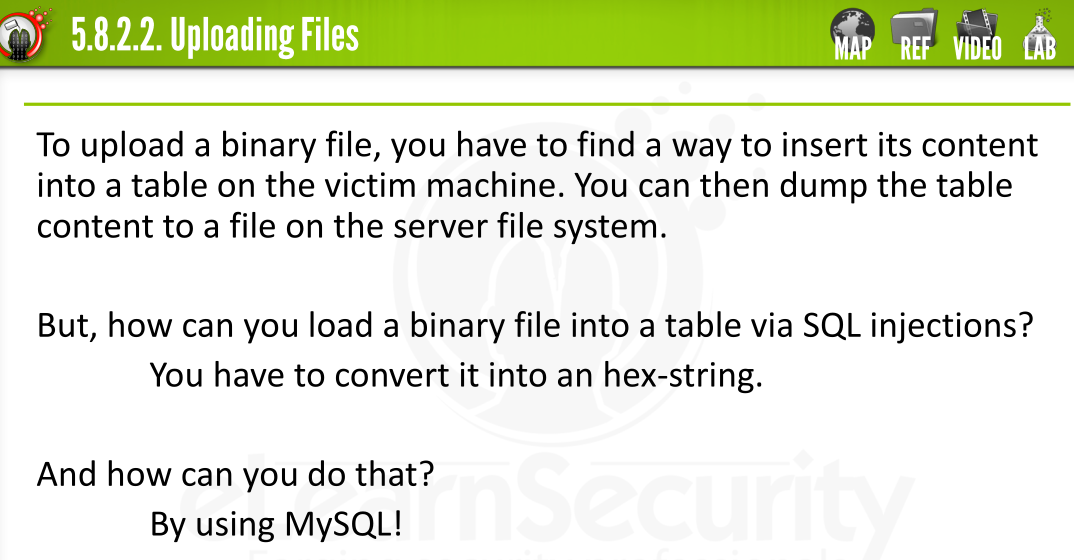 5.8.2.2. Uploading Files
MAP REF VIDEO LAB
To upload a binary file, you have to find a way to insert its content
into a table on the victim machine. You can then dump the table
content to a file on the server file system.
But, how can you load a binary file into a table via SQL injections?
You have to convert it into an hex-string.
And how can you do that?
By using MySQL!
eLearnSecurity